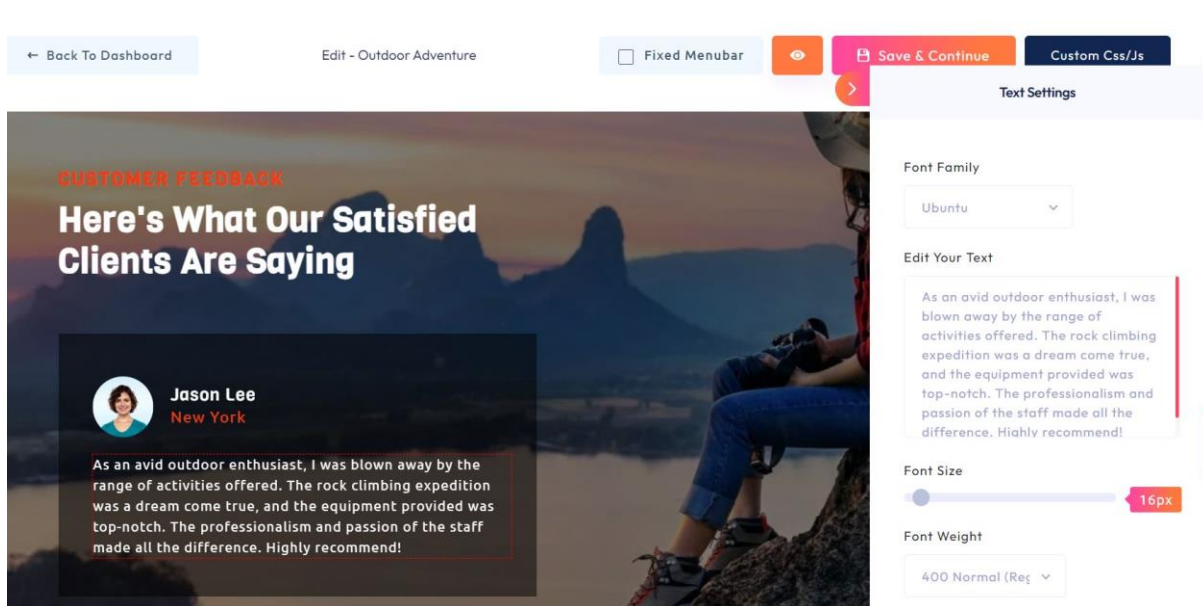 ← Back To Dashboard
Edit - Outdoor Adventure
Fixed Menubar
Save & Continue
Custom Css/Js
Text Settings
CUSTOMER FEEDBACK
Here's What Our Satisfied
Clients Are Saying
Jason Lee
New York
As an avid outdoor enthusiast, I was blown away by the
range of activities offered. The rock climbing expedition
was a dream come true, and the equipment provided was
top-notch. The professionalism and passion of the staff
made all the difference. Highly recommend!
Font Family
Ubuntu
Edit Your Text
As an avid outdoor enthusiast, I was
blown away by the range of
activities offered. The rock climbing
expedition was a dream come true,
and the equipment provided was
top-notch. The professionalism and
passion of the staff made all the
difference. Highly recommend!
Font Size
16px
Font Weight
400 Normal (Reg